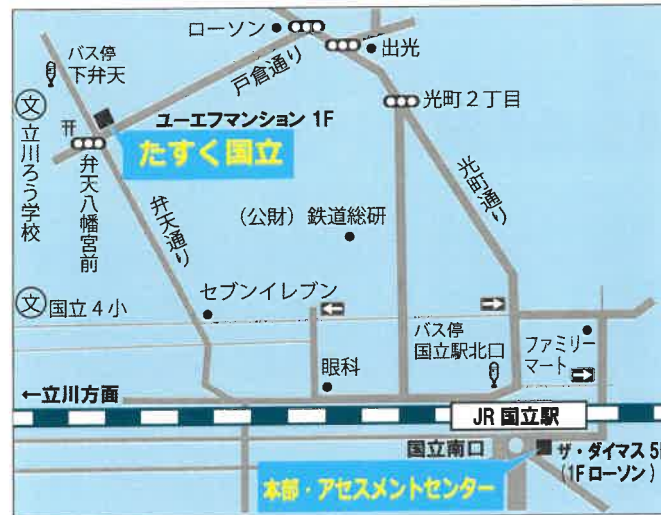 ローソン
出光
バス停
下弁天
戸倉通り
光町２丁目
文
立川ろう学校
ユーエフマンション 1F
たすく国立
弁天八幡宮前
弁天通り
光町通り
（公財）鉄道総研
文
国立４小
セブンイレブン
バス停
国立駅北口
ファミリー
マート
眼科
←立川方面
JR 国立駅
国立南口
ザ・ダイマス 5F
（1F ローソン）
本部・アセスメントセンター